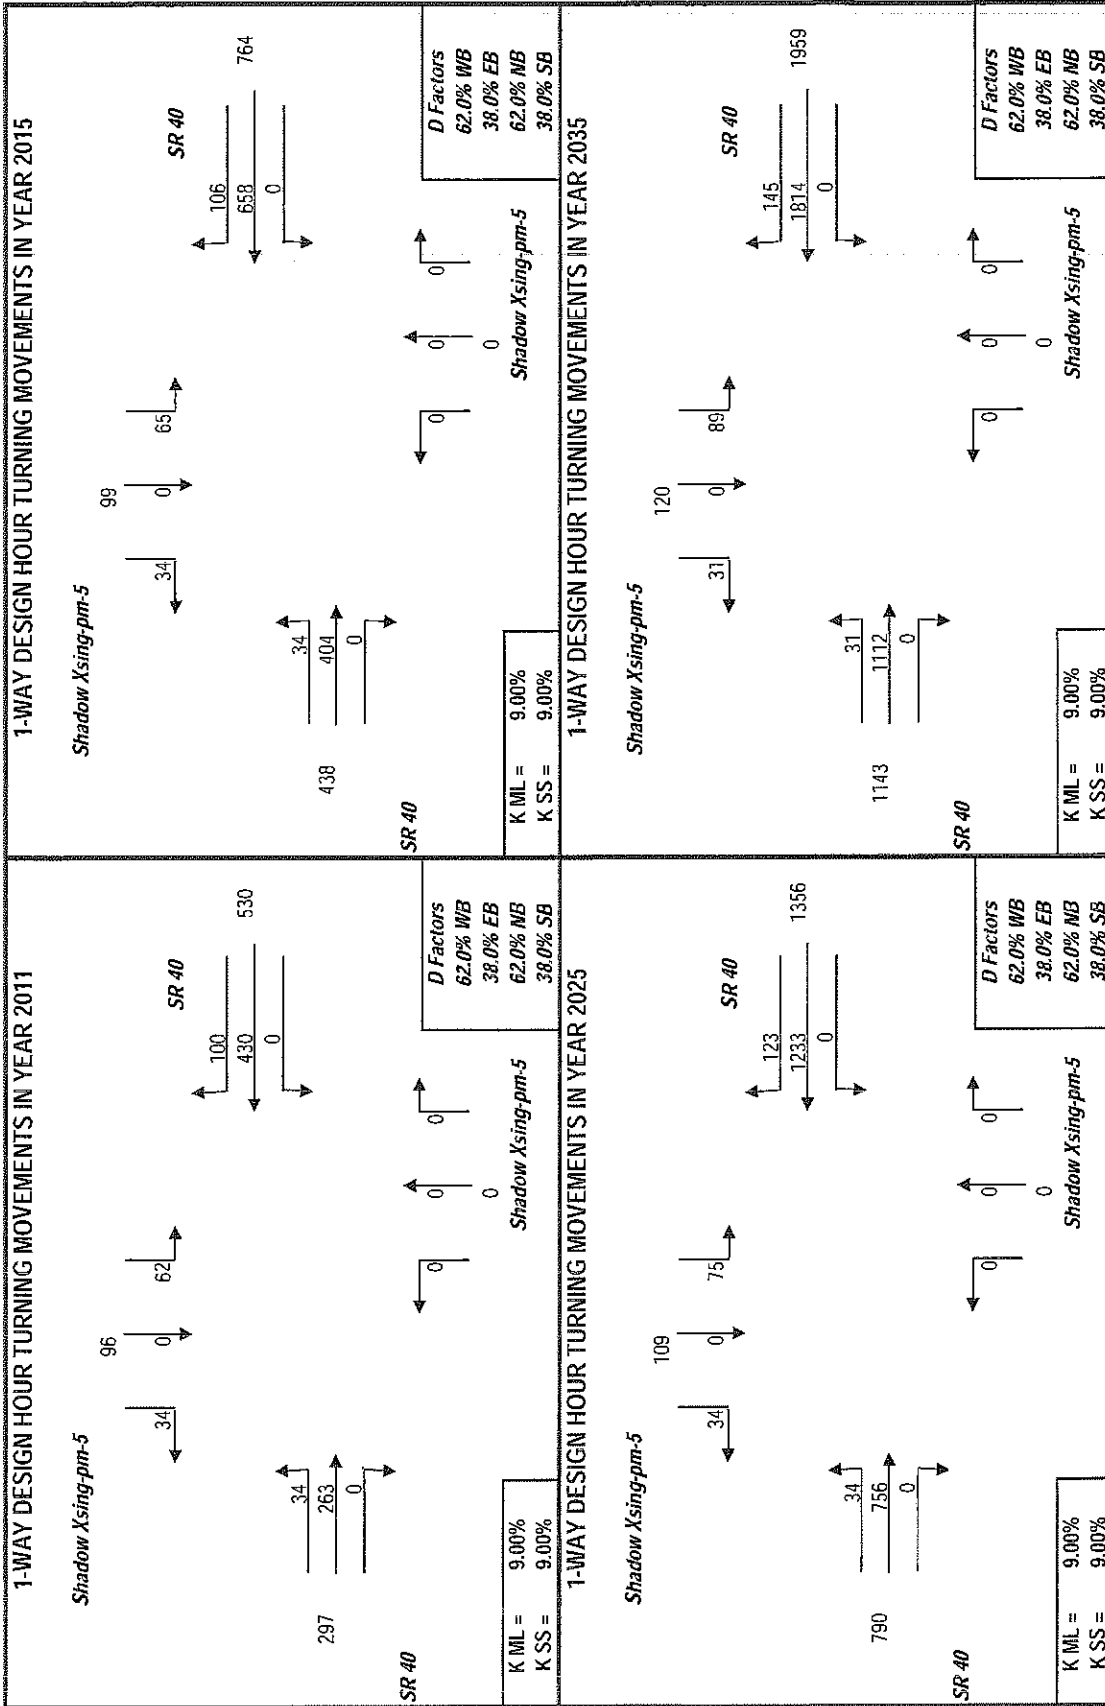 1-WAY DESIGN HOUR TURNING MOVEMENTS IN YEAR 2011
Shadow Xsing-pm-5
96
34
0
62
SR 40
100
430
0
530
297
34
263
0
SR 40
0
0
0
0
Shadow Xsing-pm-5
K ML = 9.00%
K SS = 9.00%
D Factors
62.0% WB
38.0% EB
62.0% NB
38.0% SB
1-WAY DESIGN HOUR TURNING MOVEMENTS IN YEAR 2015
Shadow Xsing-pm-5
99
34
0
65
SR 40
106
658
0
764
438
34
404
0
SR 40
0
0
0
0
Shadow Xsing-pm-5
K ML = 9.00%
K SS = 9.00%
D Factors
62.0% WB
38.0% EB
62.0% NB
38.0% SB
1-WAY DESIGN HOUR TURNING MOVEMENTS IN YEAR 2025
Shadow Xsing-pm-5
109
34
0
75
SR 40
123
1233
0
1356
790
34
756
0
SR 40
0
0
0
0
Shadow Xsing-pm-5
K ML = 9.00%
K SS = 9.00%
D Factors
62.0% WB
38.0% EB
62.0% NB
38.0% SB
1-WAY DESIGN HOUR TURNING MOVEMENTS IN YEAR 2035
Shadow Xsing-pm-5
120
31
0
89
SR 40
145
1814
0
1959
1143
31
1112
0
SR 40
0
0
0
0
Shadow Xsing-pm-5
K ML = 9.00%
K SS = 9.00%
D Factors
62.0% WB
38.0% EB
62.0% NB
38.0% SB